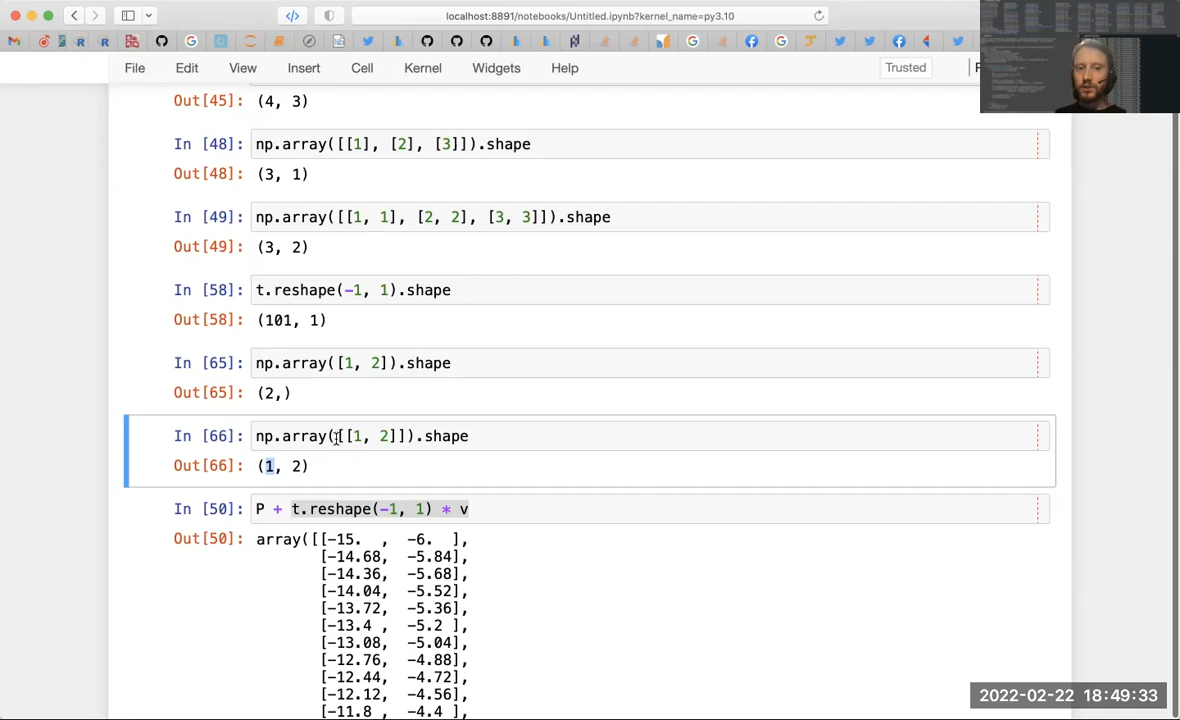 localhost:8891/notebooks/Untitled.ipynb?kernel_name=py3.10
File Edit View Insert Cell Kernel Widgets Help Trusted
Out[45]: (4, 3)
In [48]: np.array([[1], [2], [3]]).shape
Out[48]: (3, 1)
In [49]: np.array([[1, 1], [2, 2], [3, 3]]).shape
Out[49]: (3, 2)
In [58]: t.reshape(-1, 1).shape
Out[58]: (101, 1)
In [65]: np.array([1, 2]).shape
Out[65]: (2,)
In [66]: np.array([[1, 2]]).shape
Out[66]: (1, 2)
In [50]: P + t.reshape(-1, 1) * v
Out[50]: array([[-15.  , -6.  ],
[-14.68, -5.84],
[-14.36, -5.68],
[-14.04, -5.52],
[-13.72, -5.36],
[-13.4 , -5.2 ],
[-13.08, -5.04],
[-12.76, -4.88],
[-12.44, -4.72],
[-12.12, -4.56],
[-11.8 , -4.4 ],
2022-02-22 18:49:33